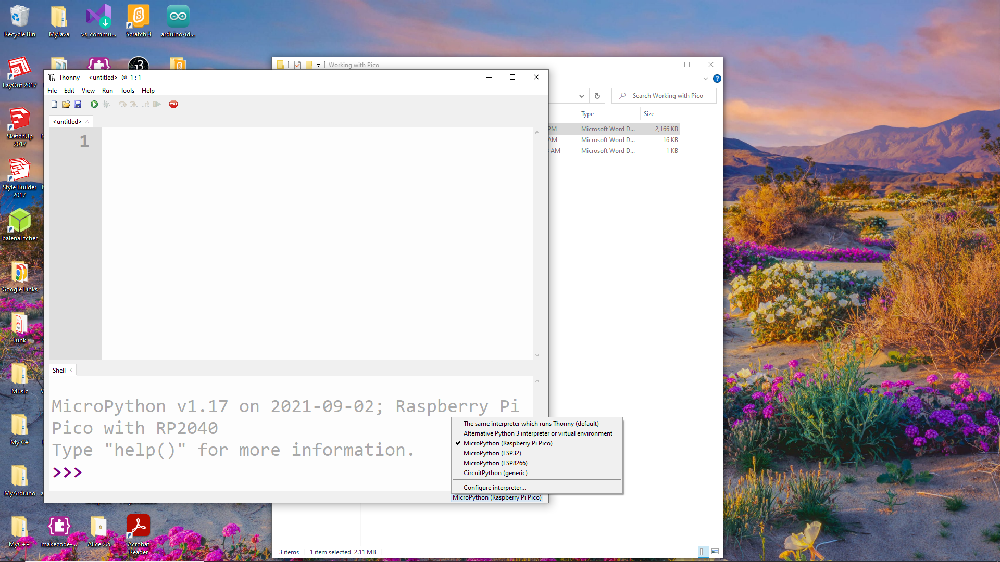 Recycle Bin
MyJava
vs_commu...
Scratch 3
arduino-id...
LayOut 2017
SketchUp
2017
Style Builder
2017
balenaEtcher
Google Links
Junk
Music
My C#
MyArduino
MyC++
makecode-...
Alice 2.5
Acrobat
Reader
Working with Pico
Search Working with Pico
Type
Size
PM
Microsoft Word D...
2,166 KB
AM
Microsoft Word D...
16 KB
AM
Microsoft Word D...
1 KB
Thonny - <untitled> @ 1 : 1
File Edit View Run Tools Help
STOP
<untitled>
1
Shell
MicroPython v1.17 on 2021-09-02; Raspberry Pi
Pico with RP2040
Type "help()" for more information.
>>>
The same interpreter which runs Thonny (default)
Alternative Python 3 interpreter or virtual environment
MicroPython (Raspberry Pi Pico)
MicroPython (ESP32)
MicroPython (ESP8266)
CircuitPython (generic)
Configure interpreter...
MicroPython (Raspberry Pi Pico)
3 items
1 item selected 2.11 MB